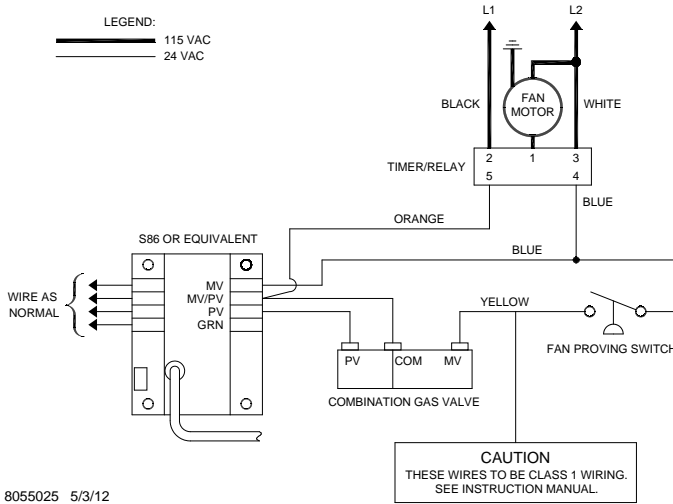 LEGEND:
115 VAC
24 VAC
L1
L2
BLACK
FAN
MOTOR
WHITE
TIMER/RELAY
2
1
3
5
4
BLUE
ORANGE
S86 OR EQUIVALENT
BLUE
WIRE AS
NORMAL
MV
MV/PV
PV
GRN
YELLOW
FAN PROVING SWITCH
PV
COM
MV
COMBINATION GAS VALVE
CAUTION
THESE WIRES TO BE CLASS 1 WIRING.
SEE INSTRUCTION MANUAL.
8055025 5/3/12